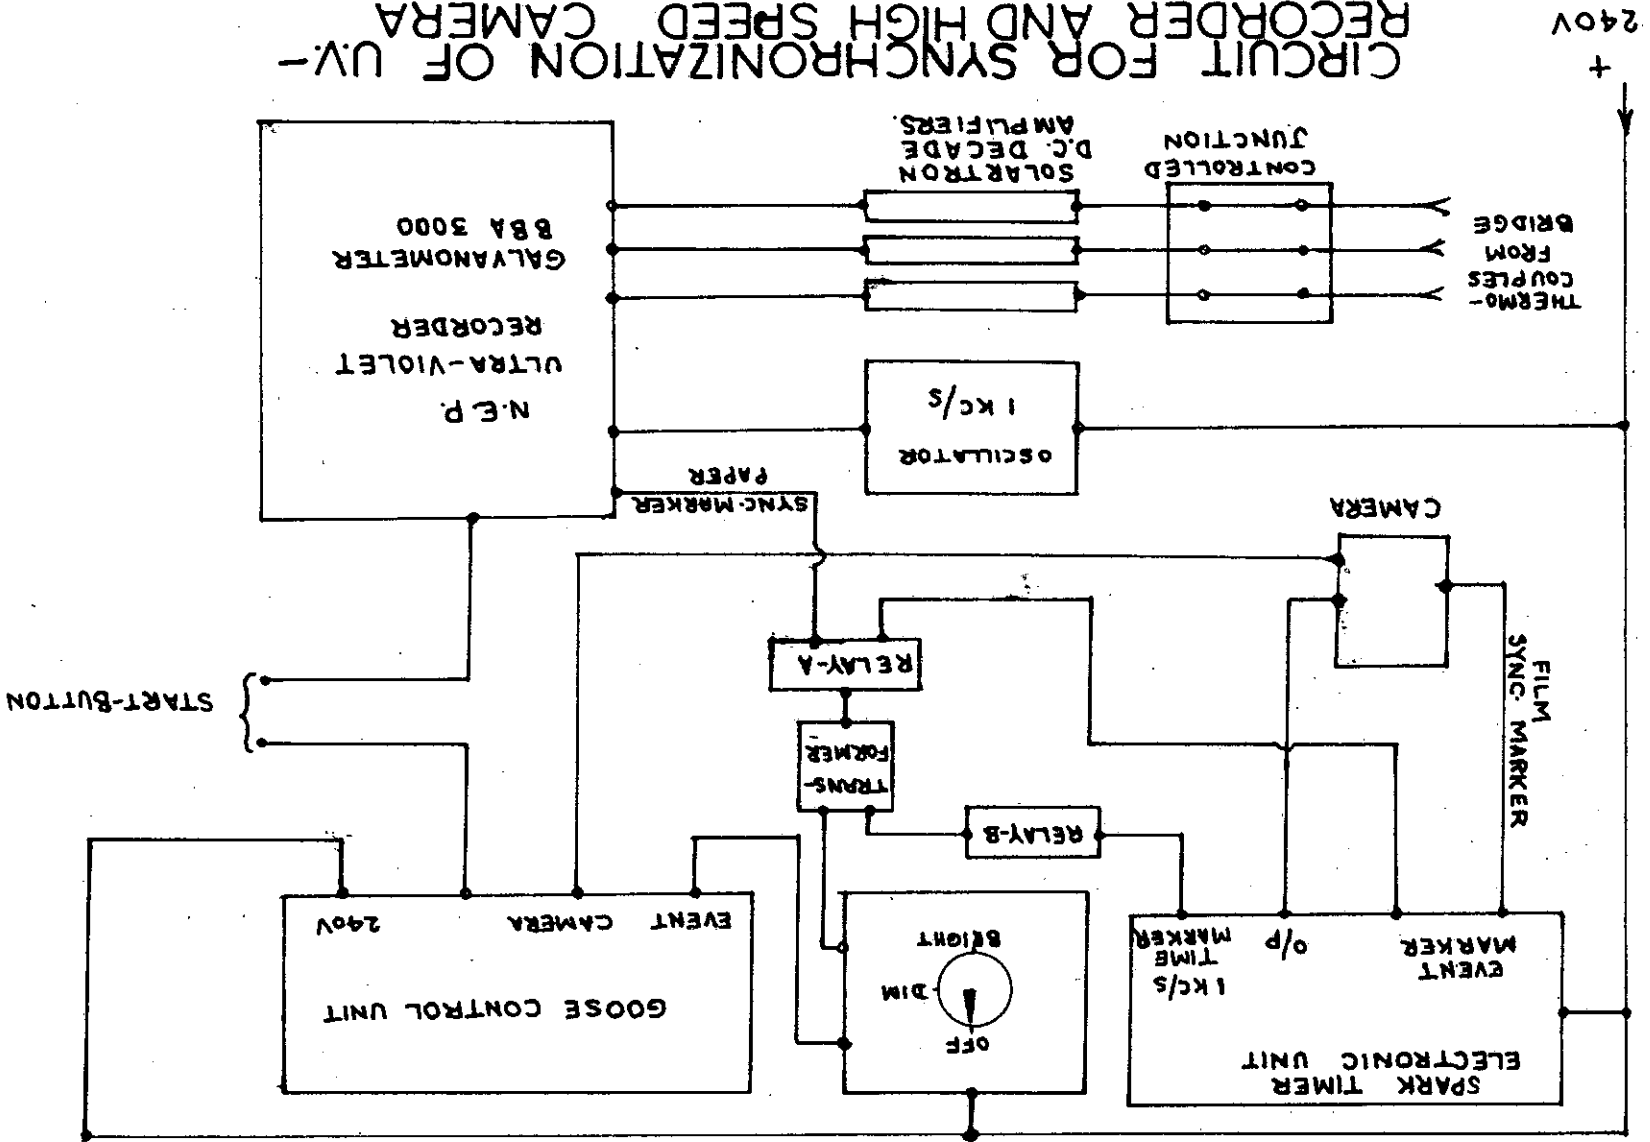 SPARK TIMER
ELECTRONIC UNIT
EVENT
MARKER
O/P
1 KC/S
TIME
MARKER
OFF
DIM
BRIGHT
GOOSE CONTROL UNIT
EVENT
CAMERA
240V
RELAY-B
TRANS-
FORMER
RELAY-A
START-BUTTON
FILM
SYNC. MARKER
CAMERA
SYNC-MARKER
PAPER
OSCILLATOR
1 KC/S
N.E.P.
ULTRA-VIOLET
RECORDER
GALVANOMETER
BBA 3000
THERMO-
COUPLES
FROM
BRIDGE
CONTROLLED
JUNCTION
SOLARTRON
D.C. DECADE
AMPLIFIERS.
+
240V
CIRCUIT FOR SYNCHRONIZATION OF U.V.-
RECORDER AND HIGH SPEED CAMERA